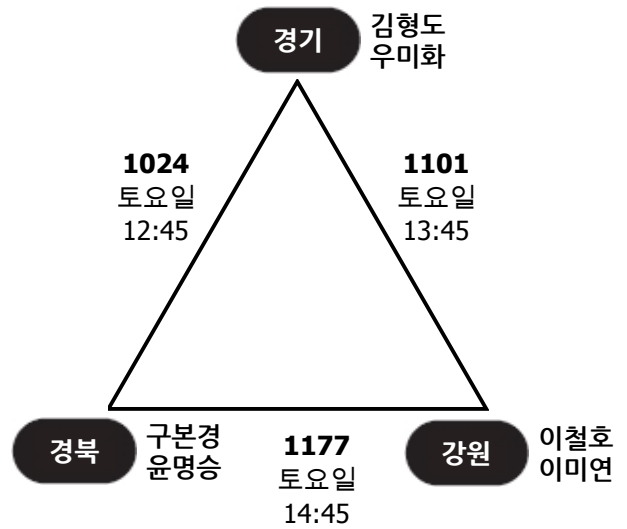 경기
김형도
우미화
1024
토요일
12:45
1101
토요일
13:45
경북
구본경
윤명승
1177
토요일
14:45
강원
이철호
이미연